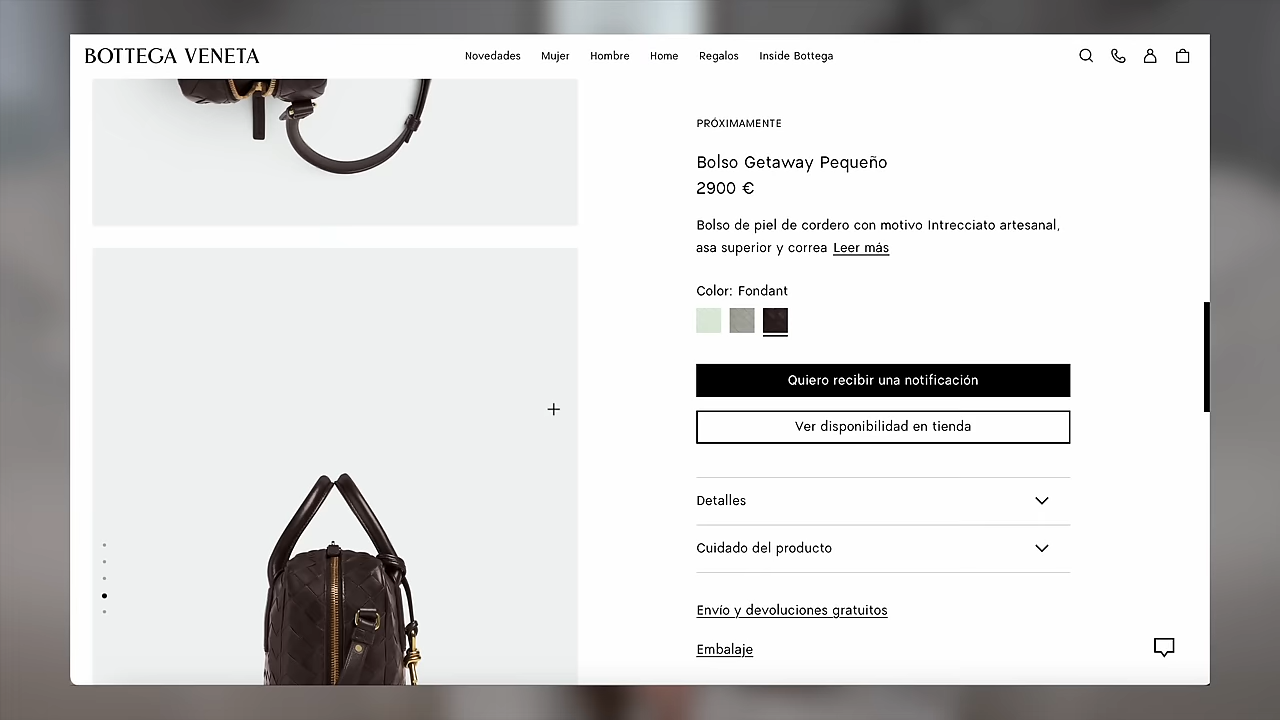 BOTTEGA VENETA
Novedades Mujer Hombre Home Regalos Inside Bottega
PRÓXIMAMENTE
Bolso Getaway Pequeño
2900 €
Bolso de piel de cordero con motivo Intrecciato artesanal,
asa superior y correa Leer más
Color: Fondant
Quiero recibir una notificación
Ver disponibilidad en tienda
Detalles
Cuidado del producto
Envío y devoluciones gratuitos
Embalaje